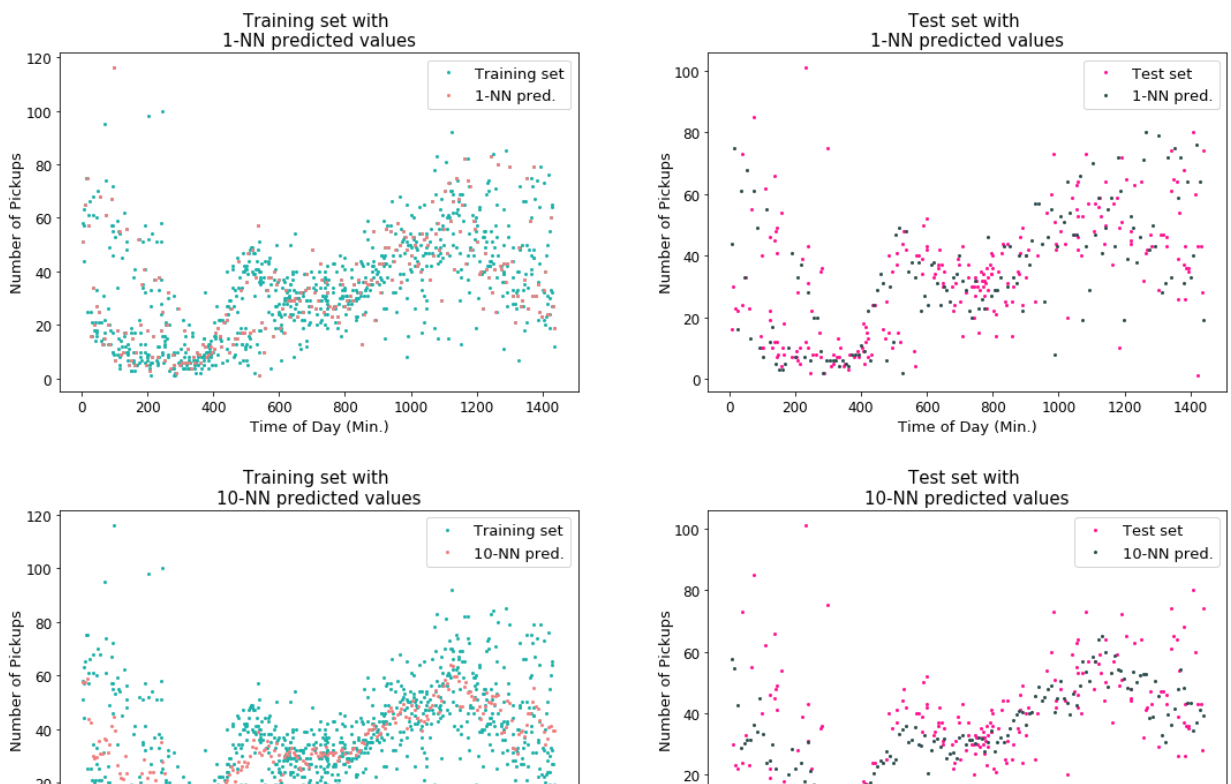 Training set with
1-NN predicted values
120
100
80
60
40
20
0
Number of Pickups
Training set
1-NN pred.
0 200 400 600 800 1000 1200 1400
Time of Day (Min.)
Test set with
1-NN predicted values
100
80
60
40
20
0
Number of Pickups
Test set
1-NN pred.
0 200 400 600 800 1000 1200 1400
Time of Day (Min.)
Training set with
10-NN predicted values
120
100
80
60
40
20
Number of Pickups
Training set
10-NN pred.
Test set with
10-NN predicted values
100
80
60
40
20
Number of Pickups
Test set
10-NN pred.